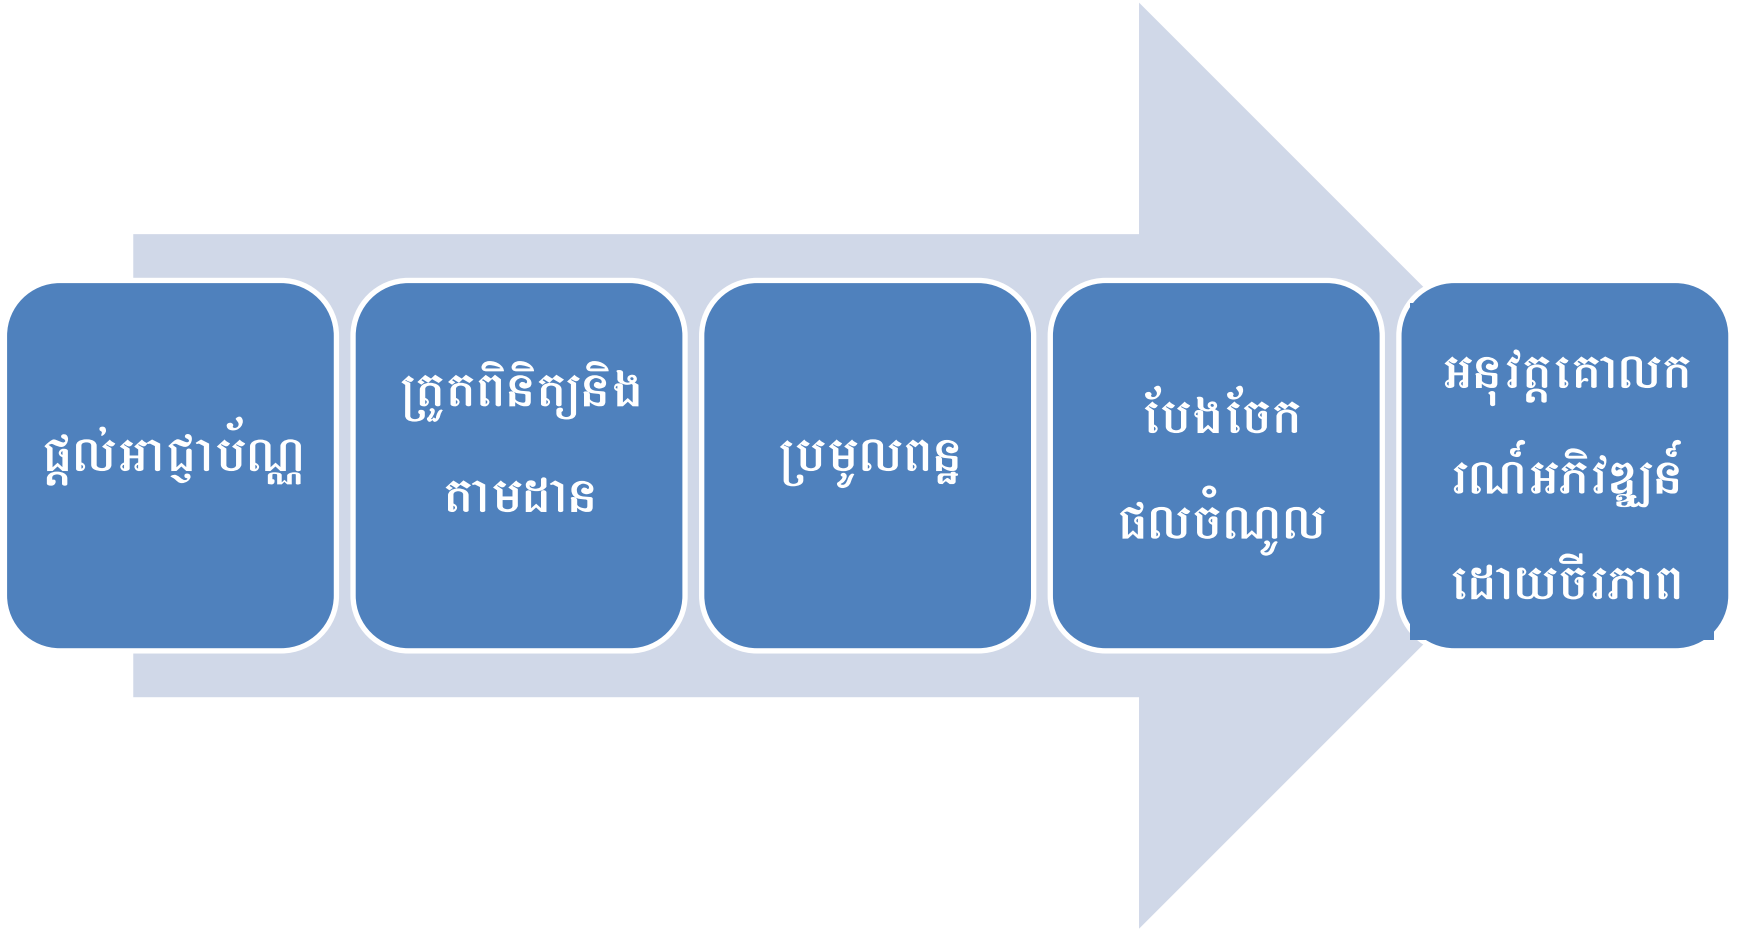 ផ្តល់អាជ្ញាប័ណ្ណ
ត្រួតពិនិត្យនិង
តាមដាន
ប្រមូលពន្ឋ
បែងចែក
ផលចំណូល
អនុវត្តគោលក
រណ៍អភិវឌ្ឍន៍
ដោយចីរភាព